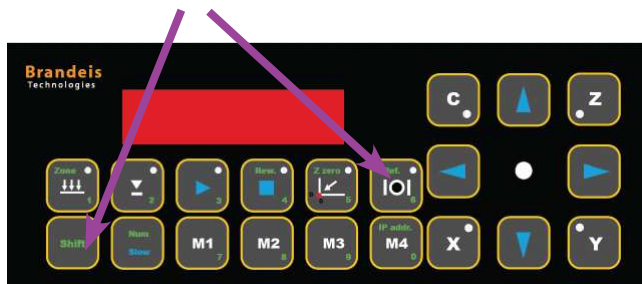 Brandeis
Technologies
C
Z
Zone
1
2
3
Rew.
4
Z zero
5
Ref.
6
Shift
Num
Slow
M1
7
M2
8
M3
9
IP addr.
M4
0
X
Y